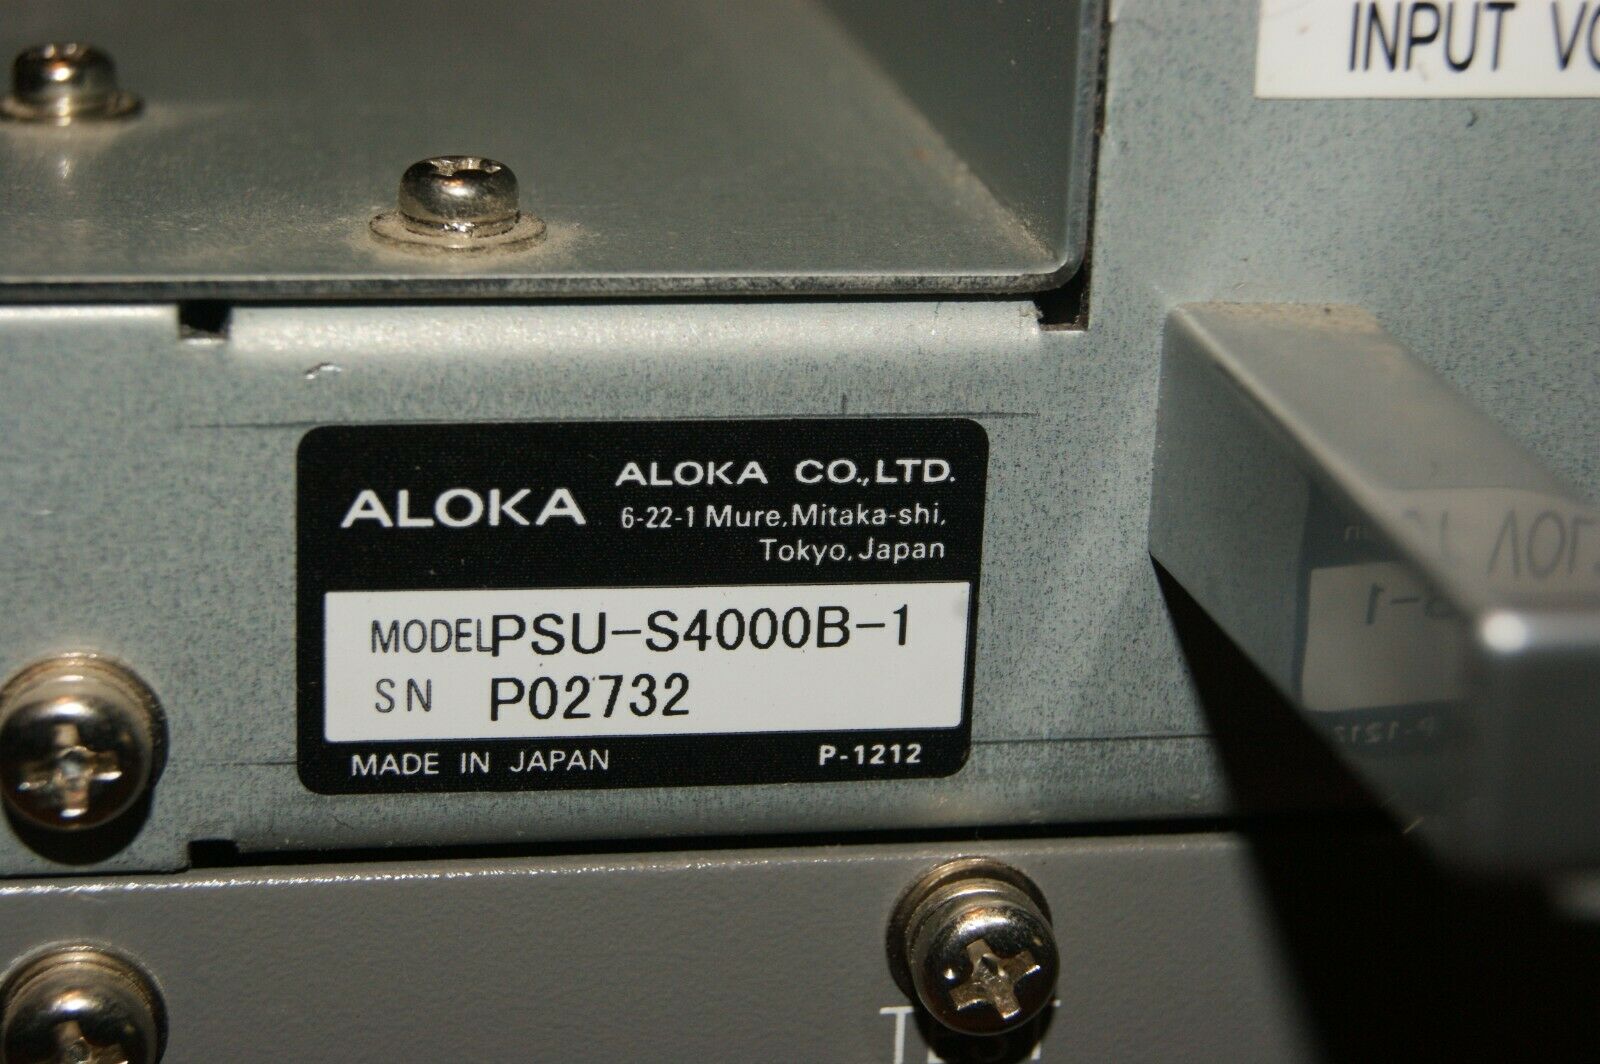 INPUT
ALOKA
ALOKA CO.,LTD.
6-22-1 Mure, Mitaka-shi,
Tokyo, Japan
MODEL PSU-S4000B-1
SN P02732
MADE IN JAPAN P-1212